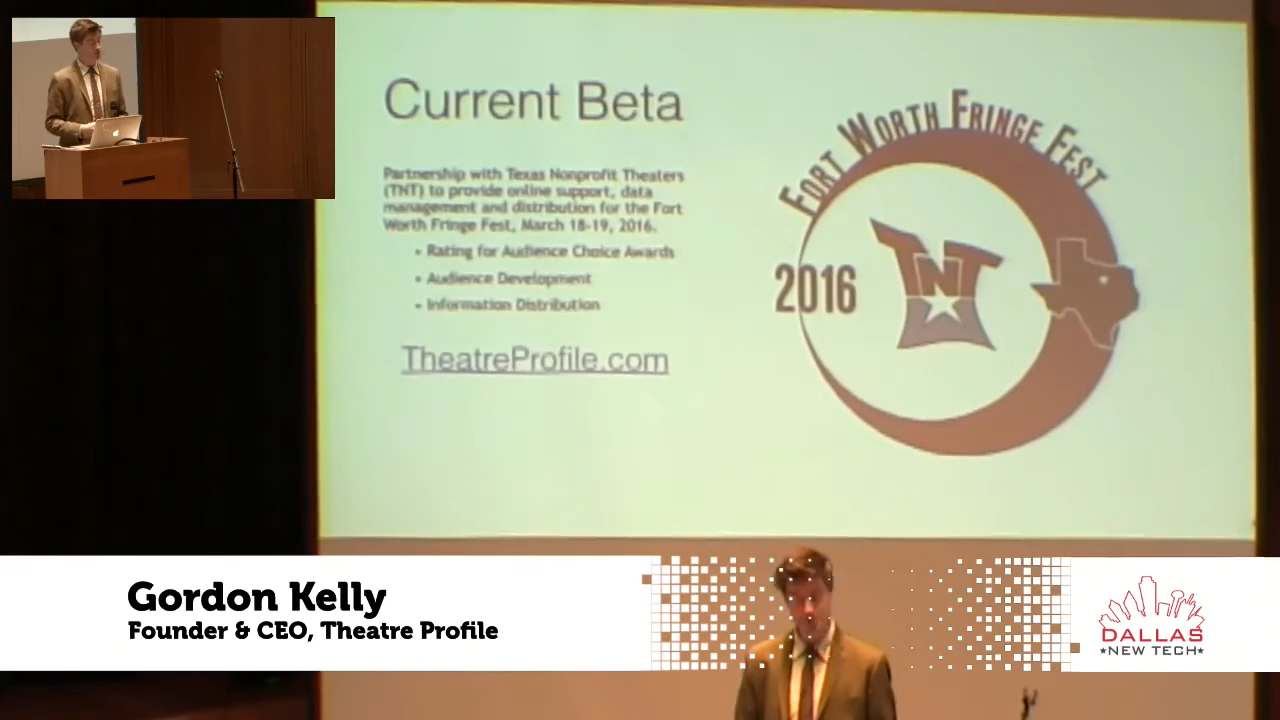 Current Beta
Partnership with Texas Nonprofit Theaters
(TNT) to provide online support, data
management and distribution for the Fort
Worth Fringe Fest, March 18-19, 2016.
• Rating for Audience Choice Awards
• Audience Development
• Information Distribution
TheatreProfile.com
FORT WORTH FRINGE FEST
2016
TNT
Gordon Kelly
Founder & CEO, Theatre Profile
DALLAS
★NEW TECH★